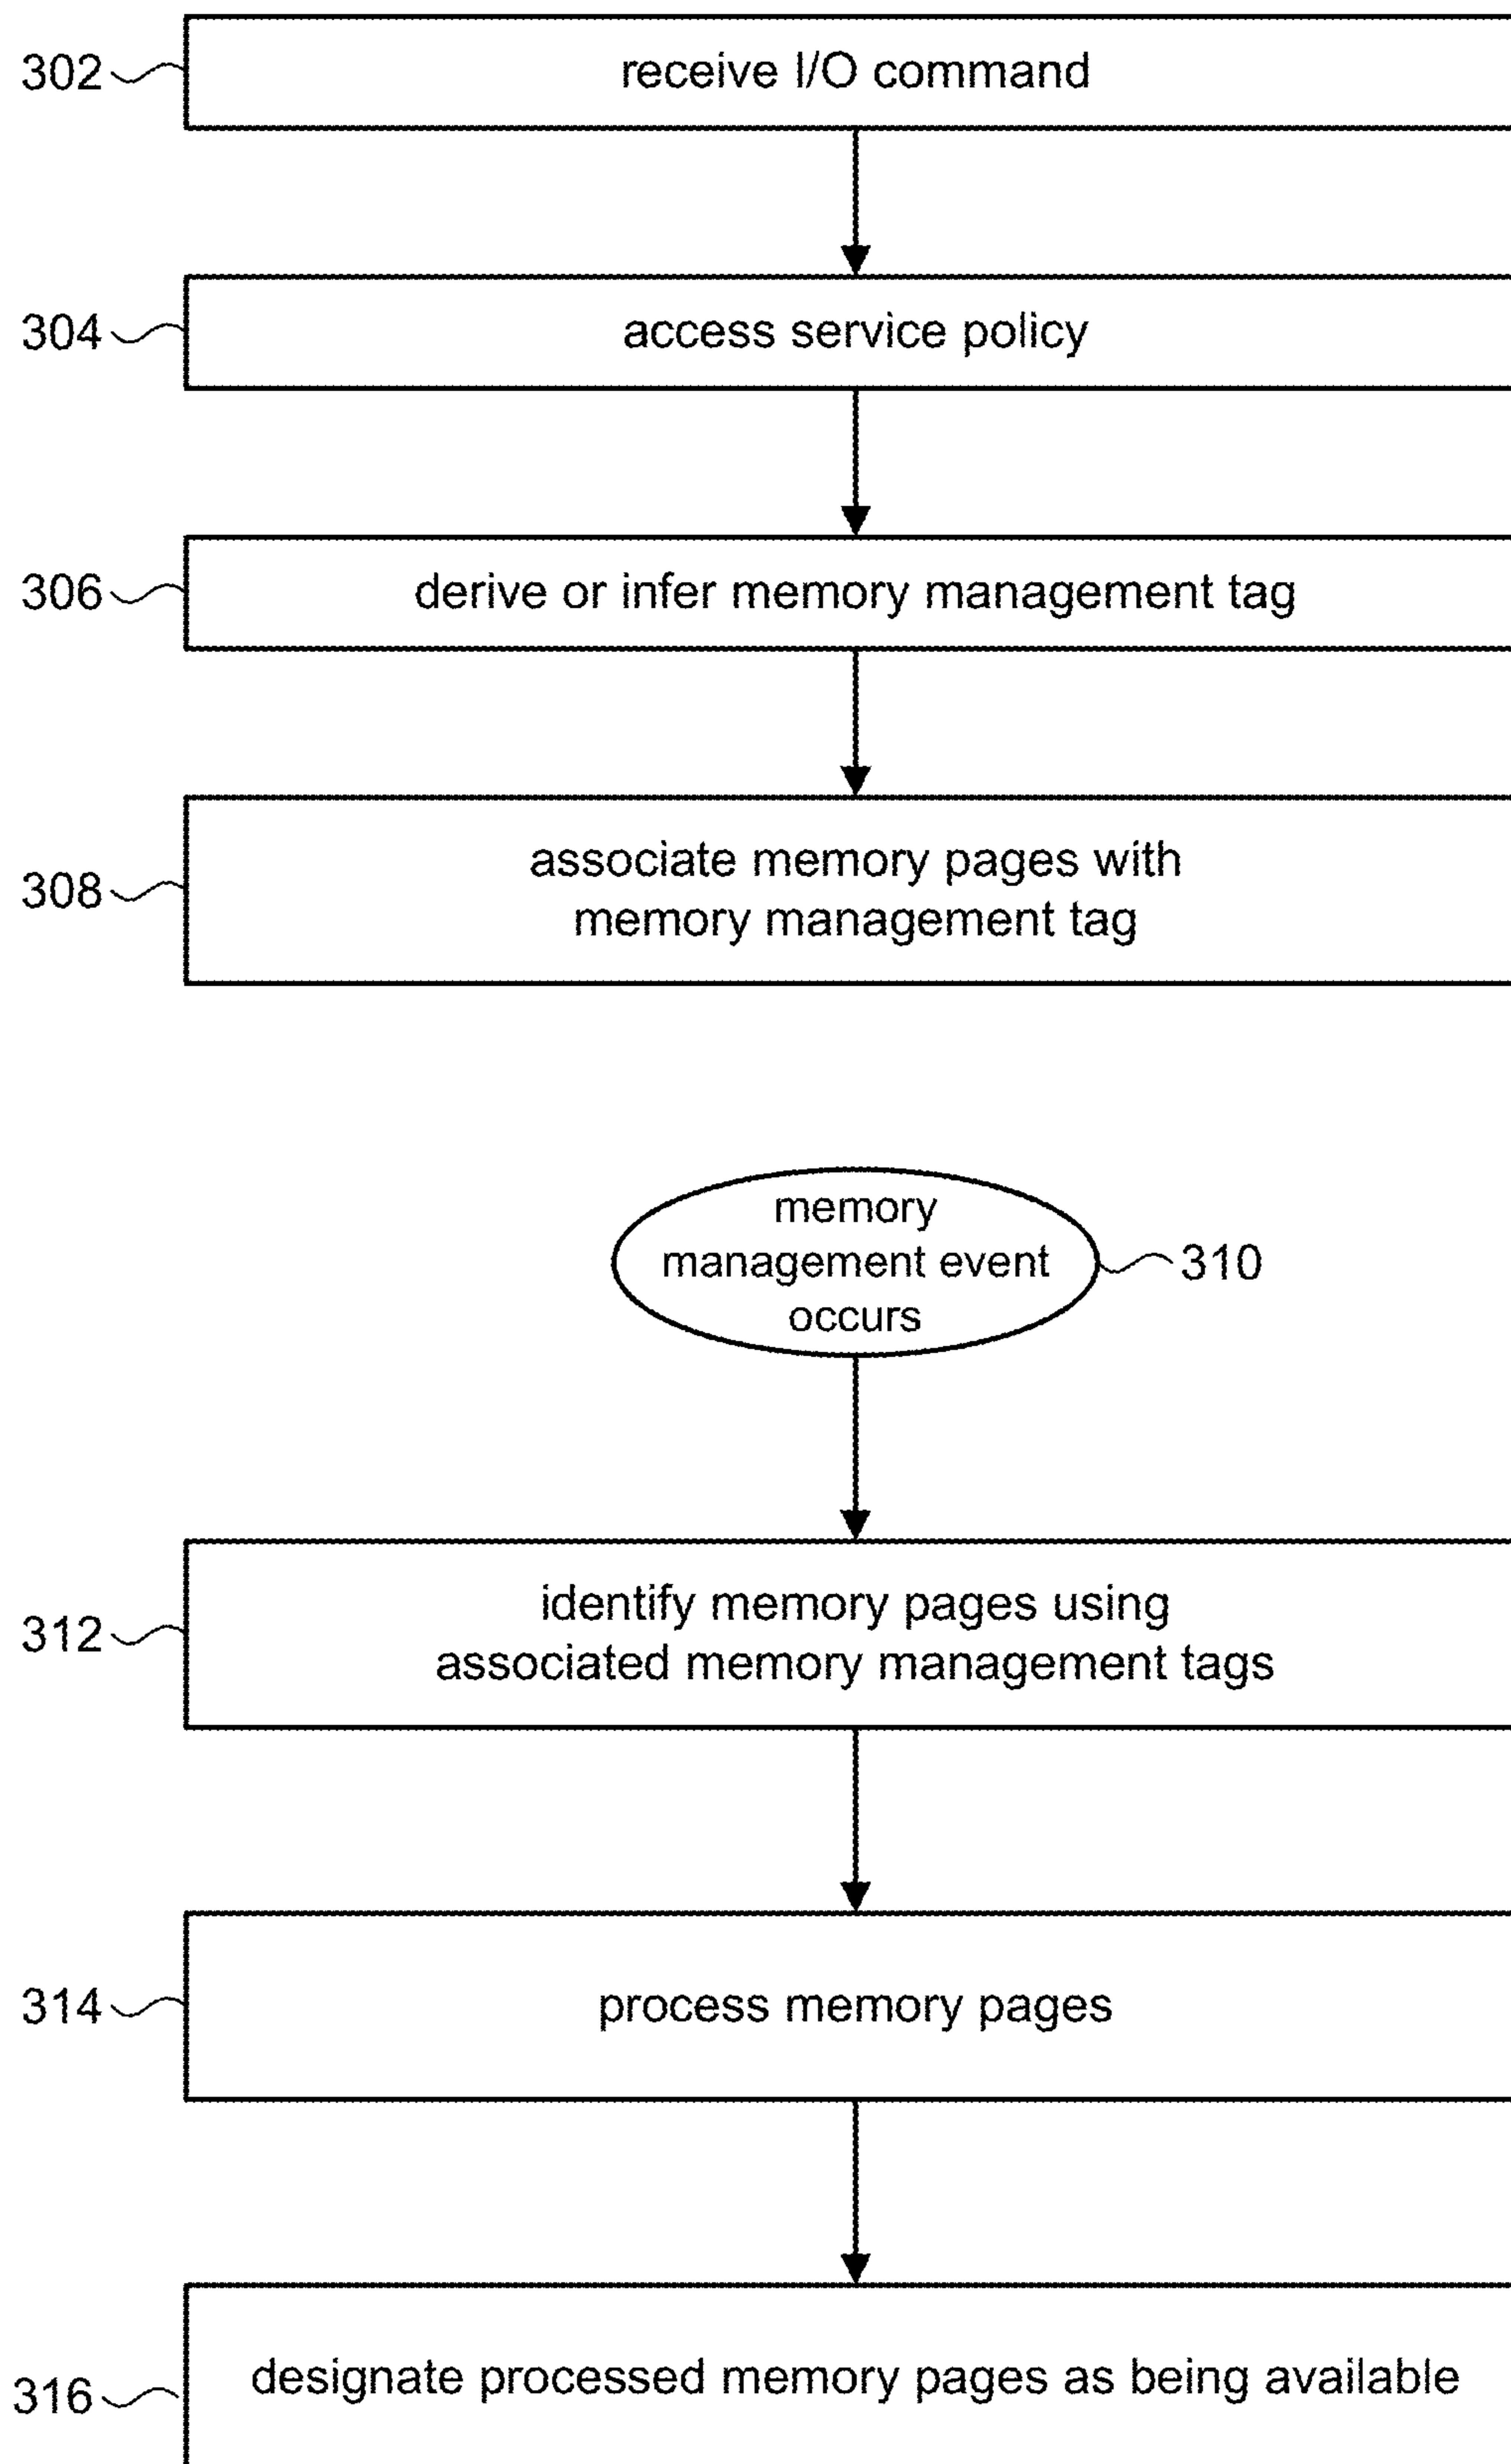 302
receive I/O command
304
access service policy
306
derive or infer memory management tag
308
associate memory pages with
memory management tag
memory
management event
occurs
310
312
identify memory pages using
associated memory management tags
314
process memory pages
316
designate processed memory pages as being available